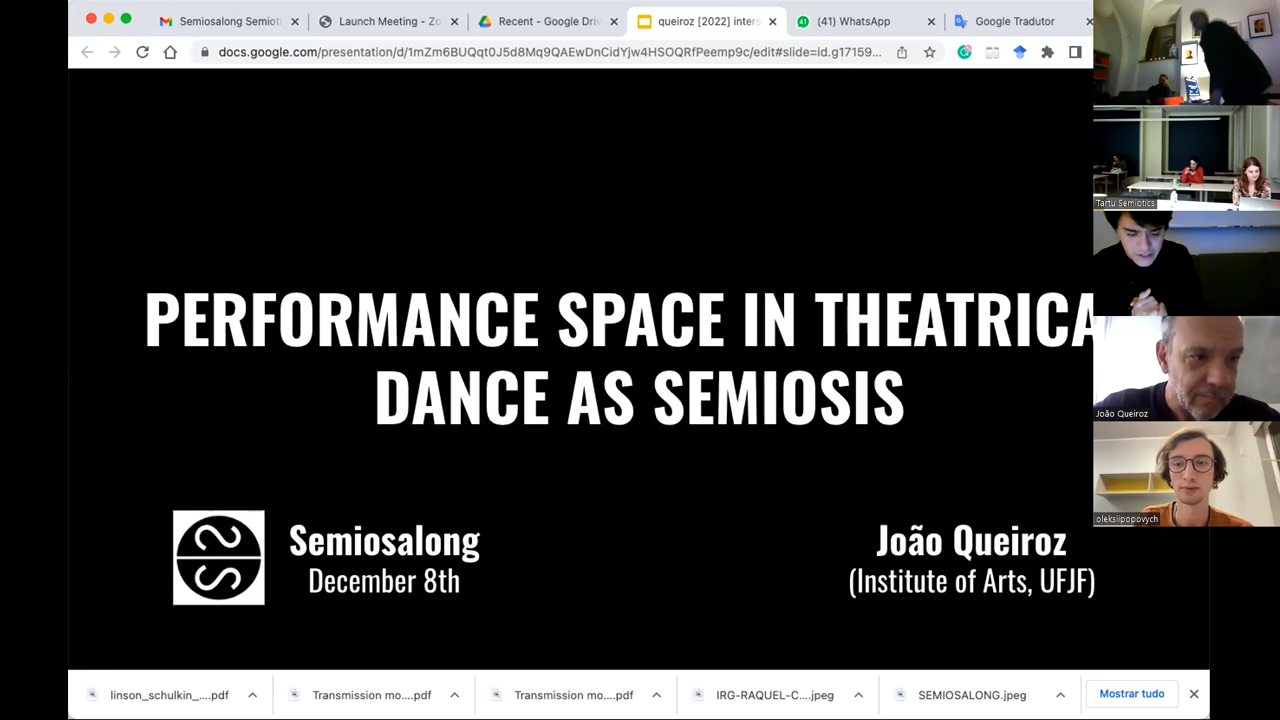 Semiosalong Semioti
Launch Meeting - Zo
Recent - Google Driv
queiroz [2022] inters
(41) WhatsApp
Google Tradutor
docs.google.com/presentation/d/1mZm6BUQqt0J5d8Mq9QAEwDnCidYjw4HSOQRfPeemp9c/edit#slide=id.g17159...
PERFORMANCE SPACE IN THEATRICA
DANCE AS SEMIOSIS
Semiosalong
December 8th
João Queiroz
(Institute of Arts, UFJF)
Tartu Semiotics
João Queiroz
oleksiipopovych
linson_schulkin_....pdf
Transmission mo....pdf
Transmission mo....pdf
IRG-RAQUEL-C....jpeg
SEMIOSALONG.jpeg
Mostrar tudo